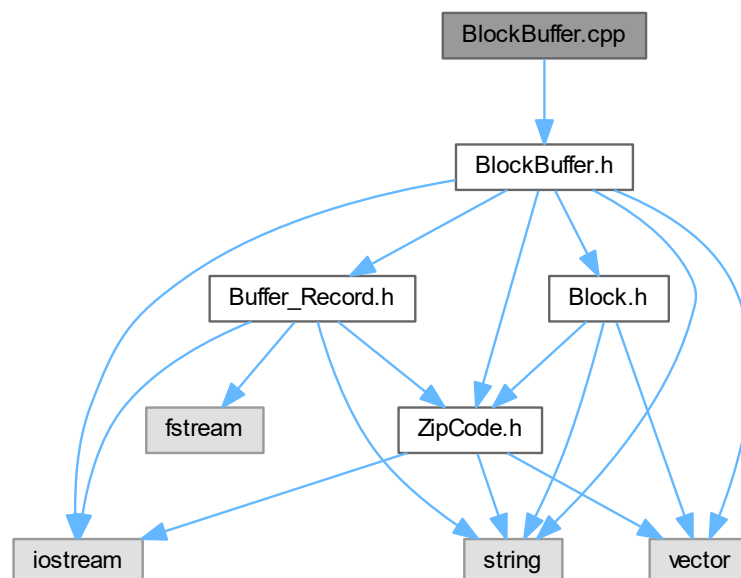 BlockBuffer.cpp
BlockBuffer.h
Buffer_Record.h
Block.h
fstream
ZipCode.h
iostream
string
vector